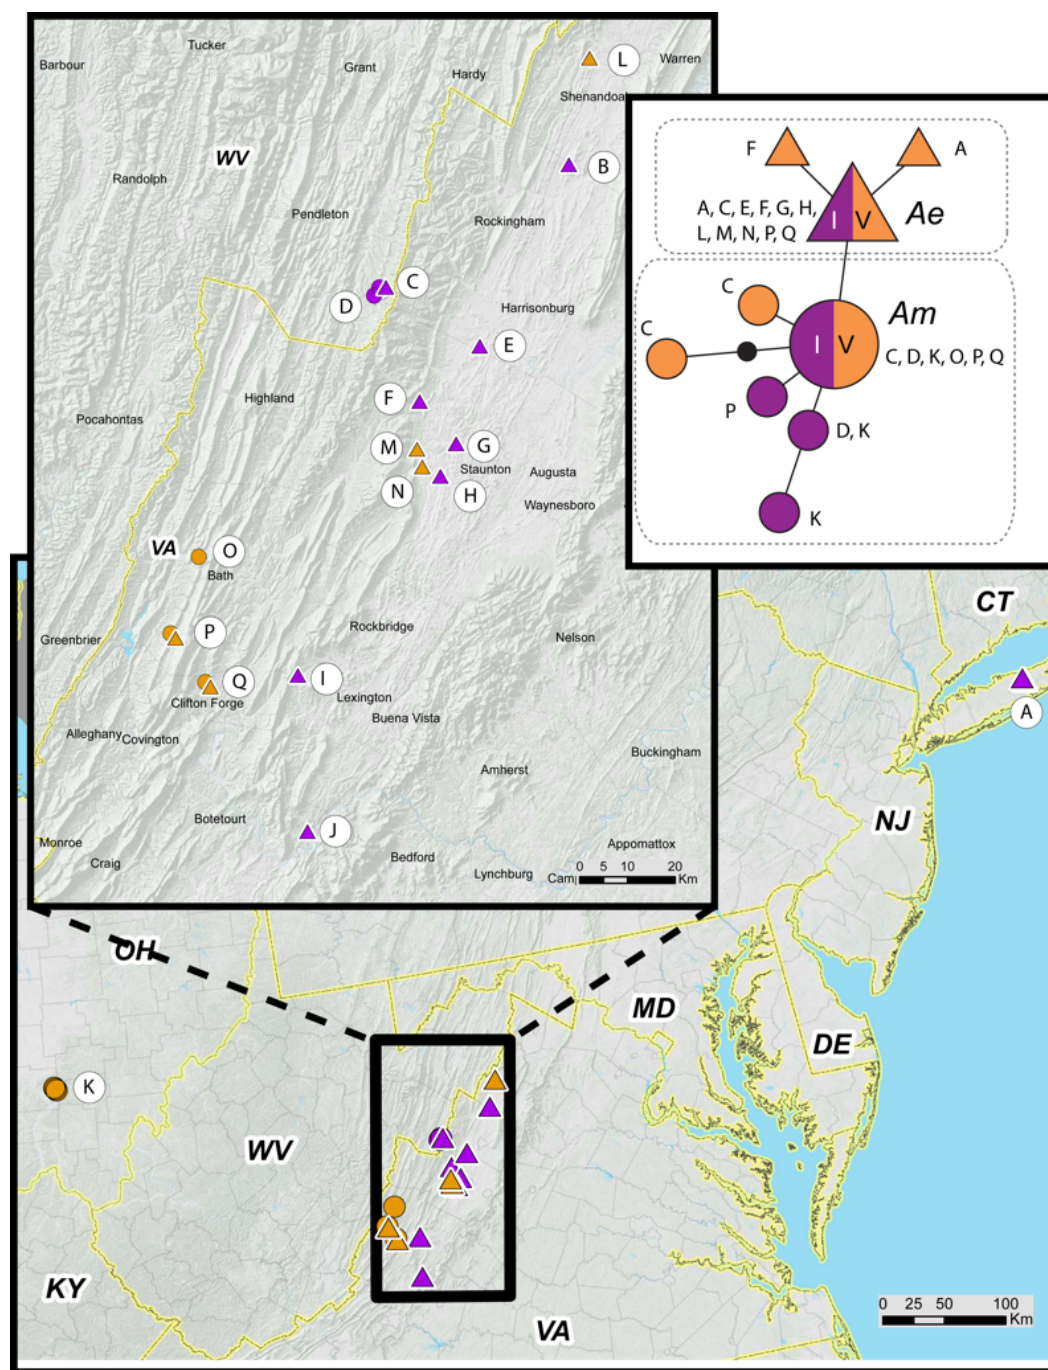 Tucker
Barbour
Grant
Hardy
L
Warren
Shenandoa
WV
B
Randolph
Pendleton
Rockingham
C
D
Harrisonburg
E
Highland
F
Pocahontas
M
G
Staunton
Augusta
N
H
Waynesboro
VA
O
Bath
Greenbrier
P
Rockbridge
Nelson
Q
I
Clifton Forge
Lexington
Buena Vista
Alleghany
Covington
Buckingham
Amherst
Botetourt
J
Monroe
Craig
Bedford
Appomattox
Lynchburg
Cam
0 5 10 20
Km
F
A
A, C, E, F, G, H,
L, M, N, P, Q
I V
Ae
C
Am
C
I V
C, D, K, O, P, Q
P
D, K
K
CT
A
NJ
OH
MD
DE
K
WV
KY
VA
0 25 50 100
Km